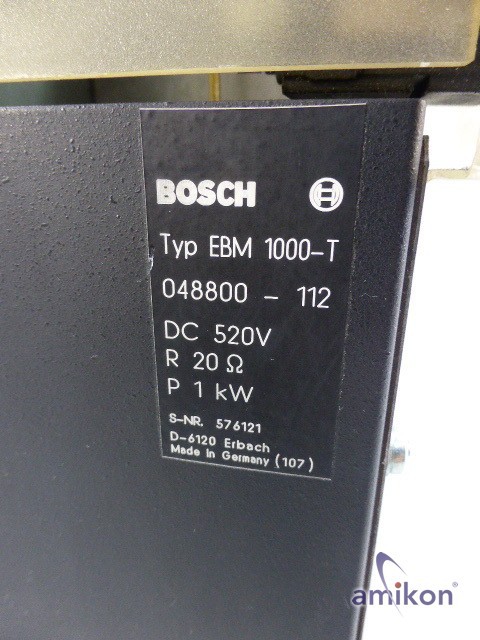 BOSCH
Typ EBM 1000-T
048800 - 112
DC 520V
R 20 Ω
P 1 kW
S-NR. 576121
D-6120 Erbach
Made in Germany (107)
amikon®